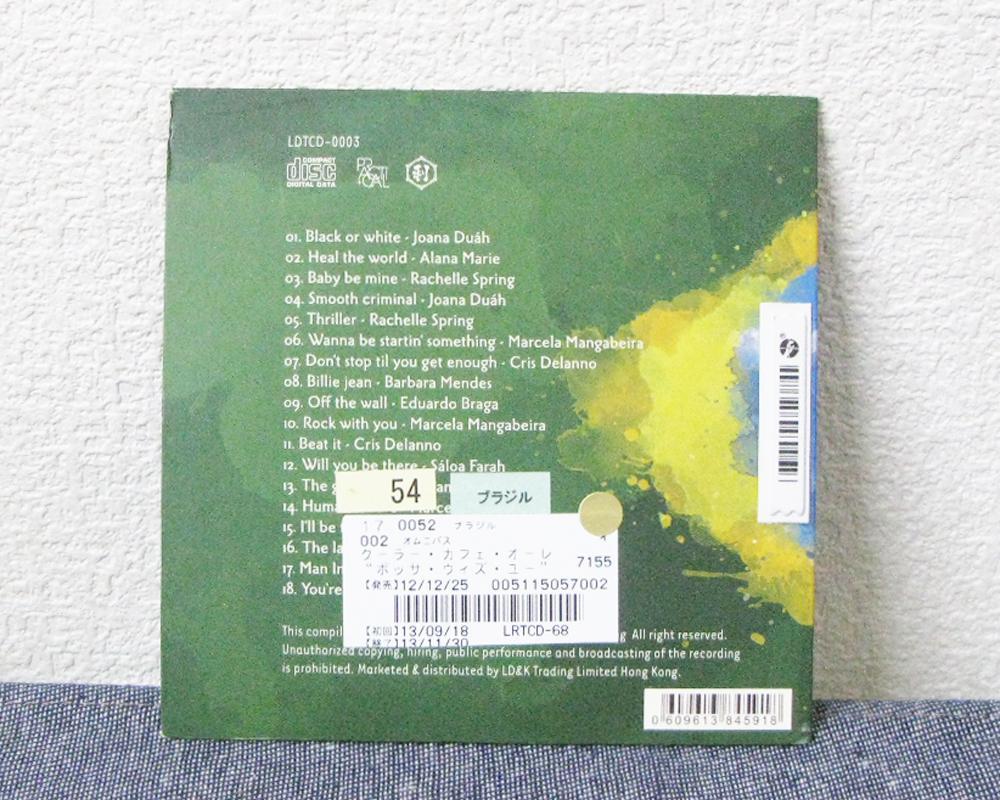 LDTCD-0003
COMPACT
disc
DIGITAL DATA
PRACTICAL
01. Black or white - Joana Duáh
02. Heal the world - Alana Marie
03. Baby be mine - Rachelle Spring
04. Smooth criminal - Joana Duáh
05. Thriller - Rachelle Spring
06. Wanna be startin' something - Marcela Mangabeira
07. Don't stop til you get enough - Cris Delanno
08. Billie jean - Barbara Mendes
09. Off the wall - Eduardo Braga
10. Rock with you - Marcela Mangabeira
11. Beat it - Cris Delanno
12. Will you be there - Sáloa Farah
13. The
54
ブラジル
14.
15. I'll be
16. The
17. Man
18. You're
17 0052 ブラジル
002 オムニバス
クーラー・カフェ・オーレ
"ボッサ・ウィズ・ユー" 7155
【発売】12/12/25 005115057002
【初回】13/09/18 LRTCD-68
【終了】13/11/30
This All right reserved.
Unauthorized copying, hiring, public performance and broadcasting of the recording
is prohibited. Marketed & distributed by LD&K Trading Limited Hong Kong.
0 609613 845918